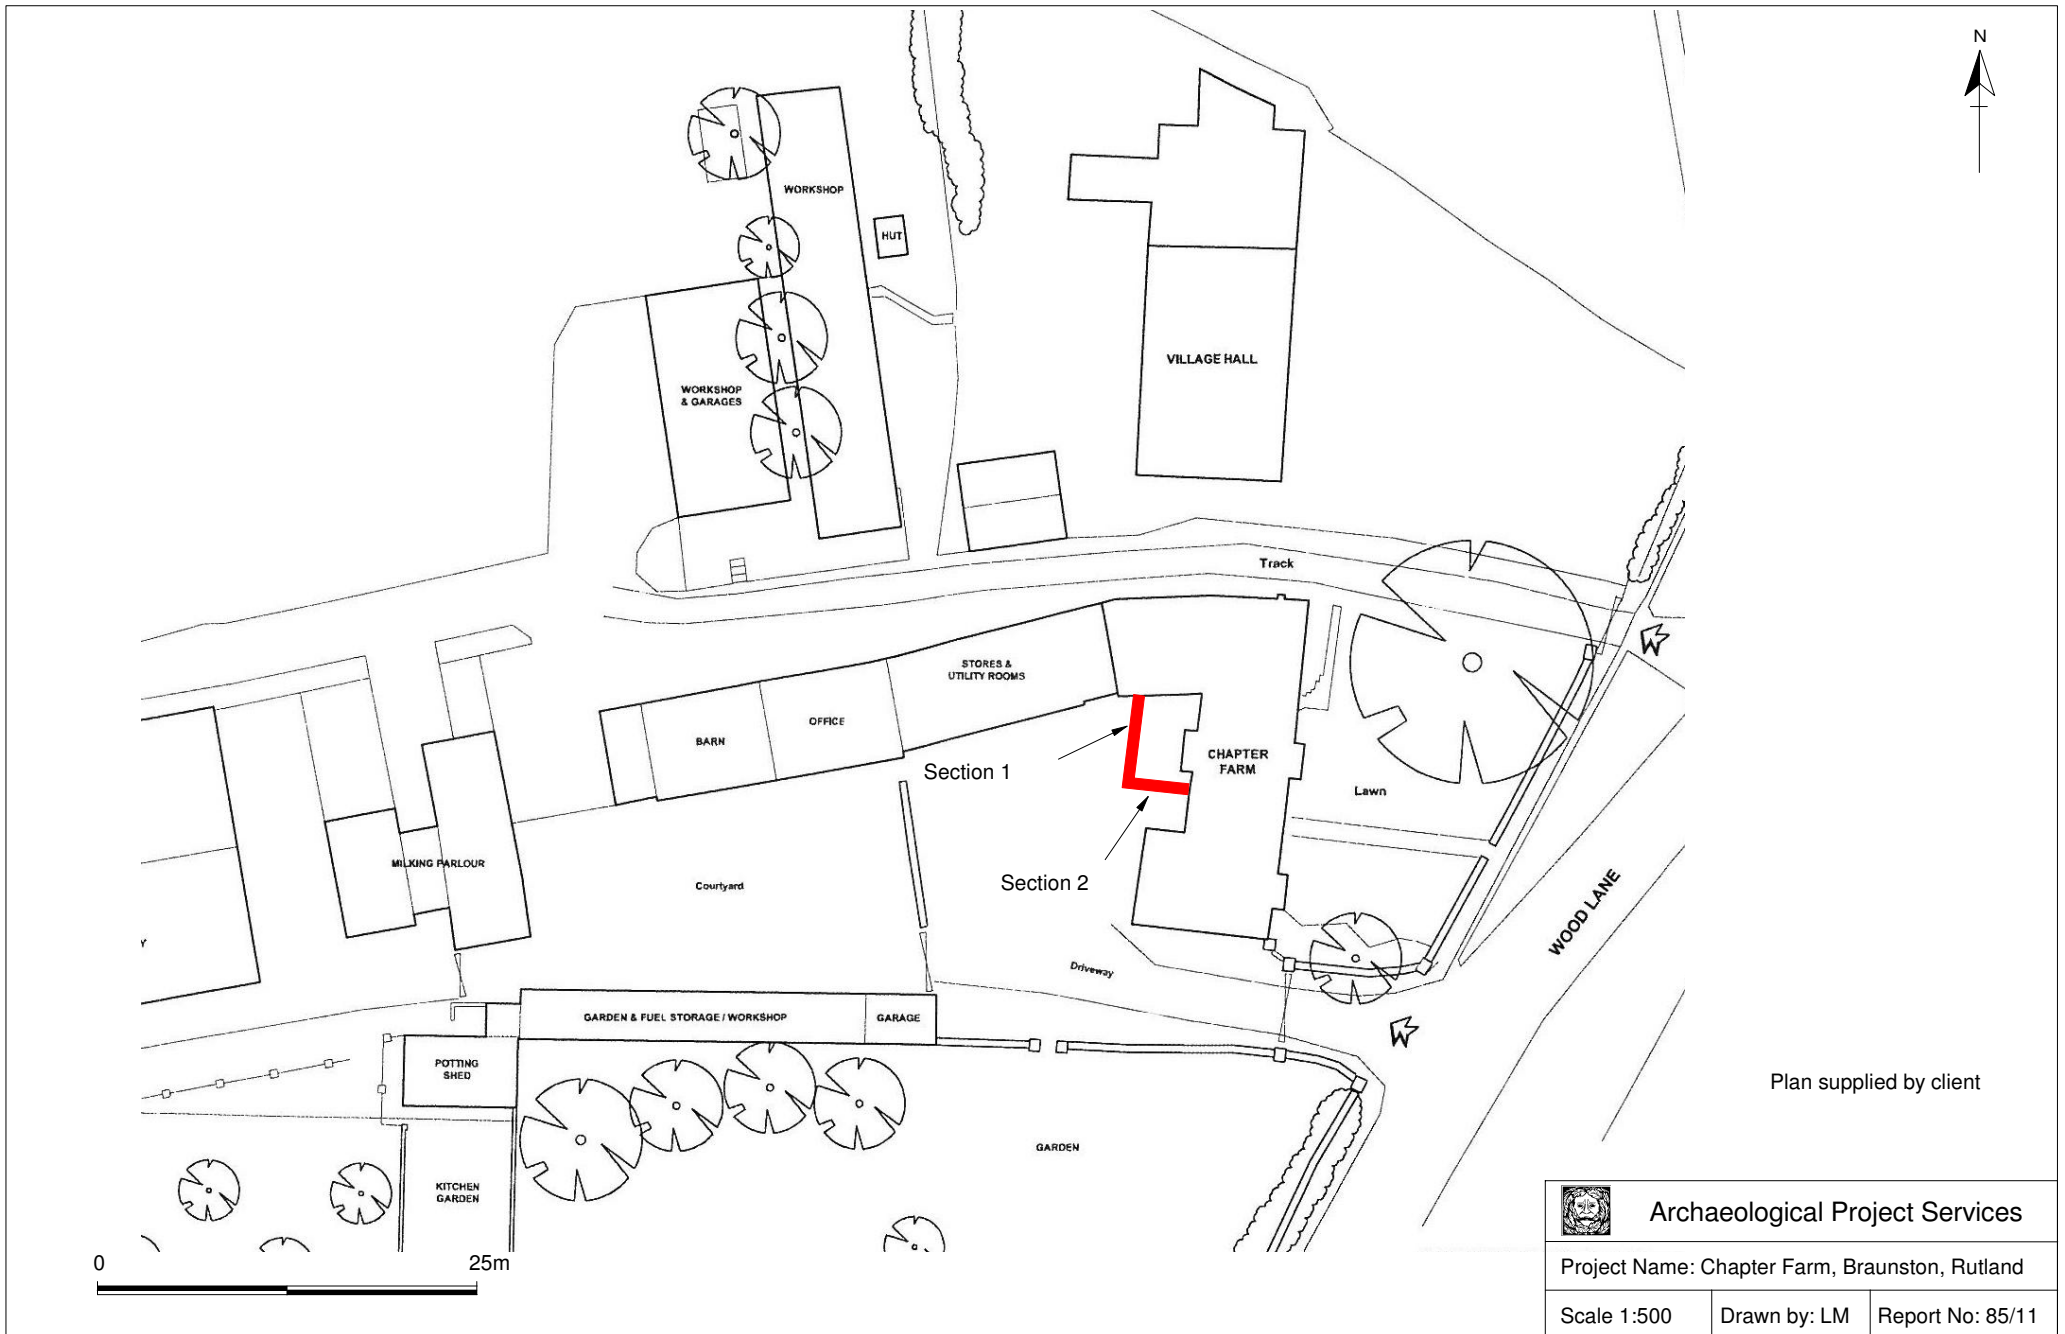 N
WORKSHOP
HUT
VILLAGE HALL
WORKSHOP
& GARAGES
Track
STORES &
UTILITY ROOMS
OFFICE
BARN
CHAPTER
FARM
Section 1
Lawn
MILKING PARLOUR
Courtyard
Section 2
WOOD LANE
Y
Driveway
GARDEN & FUEL STORAGE / WORKSHOP
GARAGE
POTTING
SHED
Plan supplied by client
GARDEN
KITCHEN
GARDEN
0 25m
Archaeological Project Services
Project Name: Chapter Farm, Braunston, Rutland
Scale 1:500 Drawn by: LM Report No: 85/11